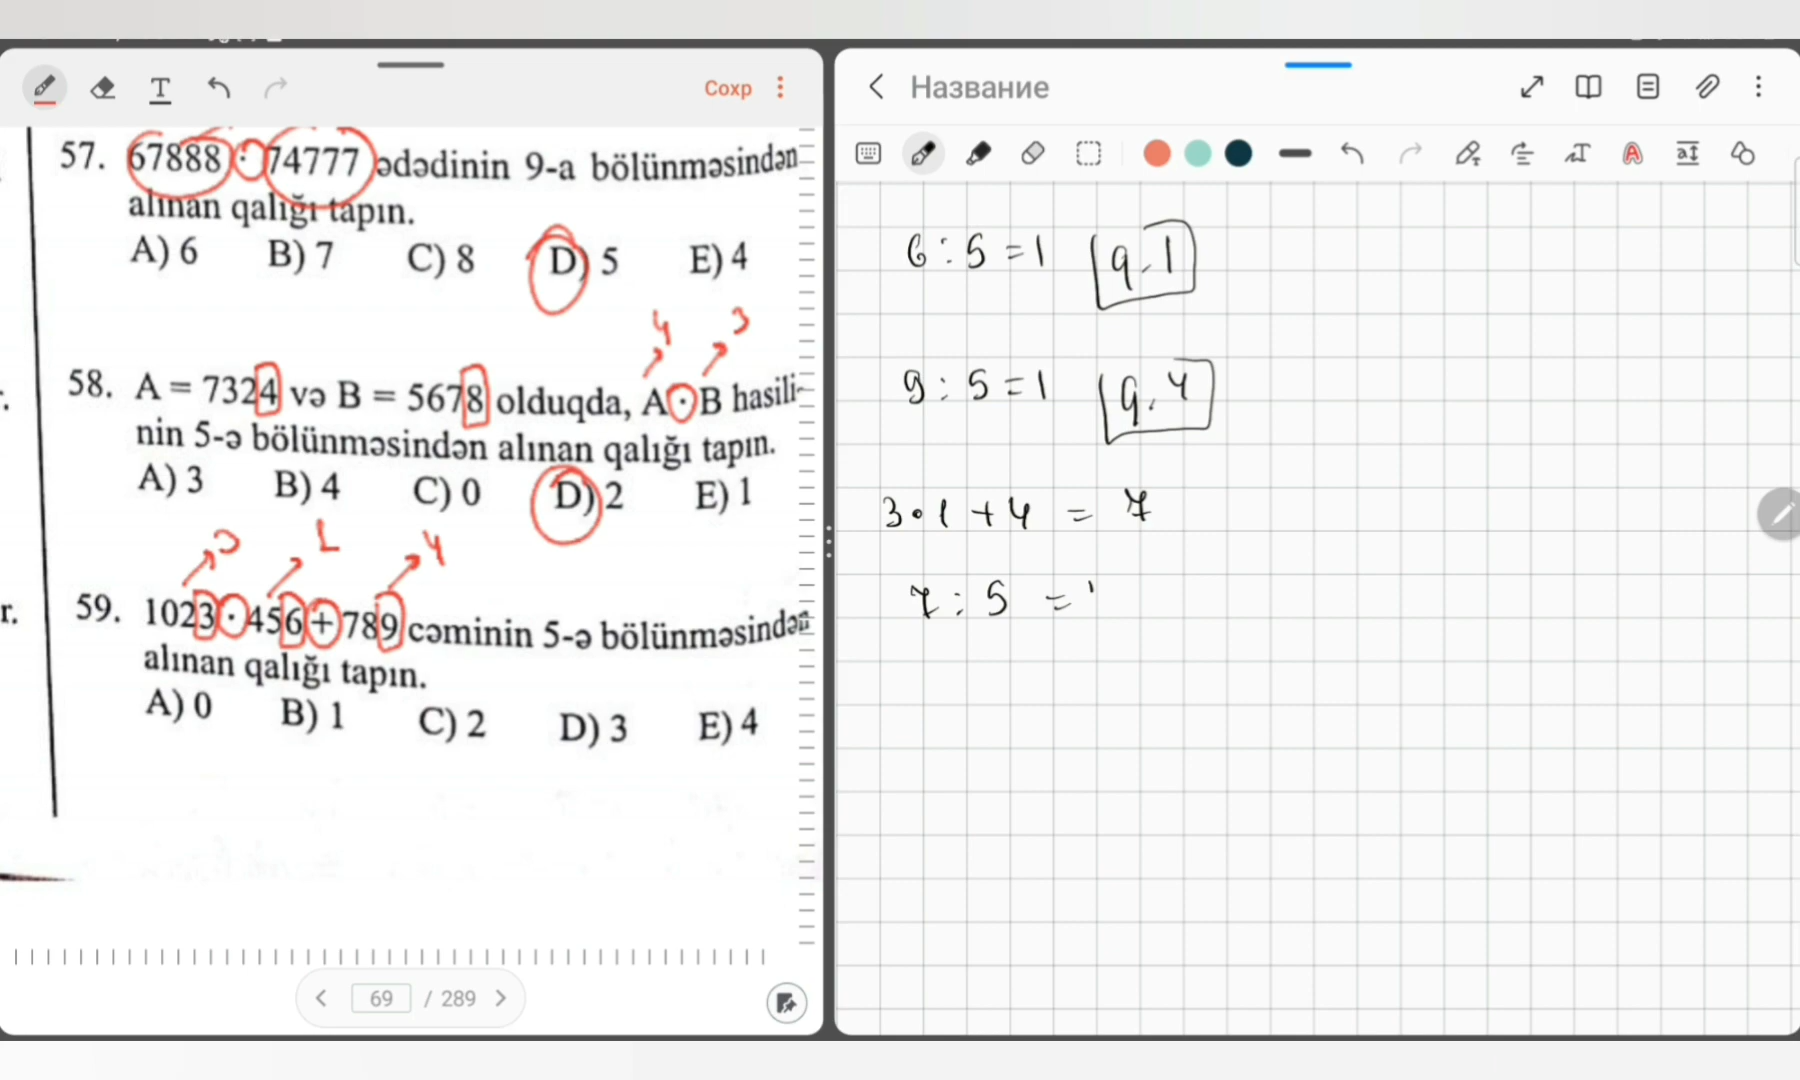 Сохр
57. 67888 · 74777 ədədinin 9-a bölünməsindən
alınan qalığı tapın.
A) 6 B) 7 C) 8 D) 5 E) 4
4 3
58. A = 7324 və B = 5678 olduqda, A · B hasili-
nin 5-ə bölünməsindən alınan qalığı tapın.
A) 3 B) 4 C) 0 D) 2 E) 1
3 1 4
r. 59. 1023 · 456 + 789 cəminin 5-ə bölünməsindən
alınan qalığı tapın.
A) 0 B) 1 C) 2 D) 3 E) 4
69 / 289
Название
6 : 5 = 1 q. 1
9 : 5 = 1 q. 4
3 · 1 + 4 = 7
7 : 5 =